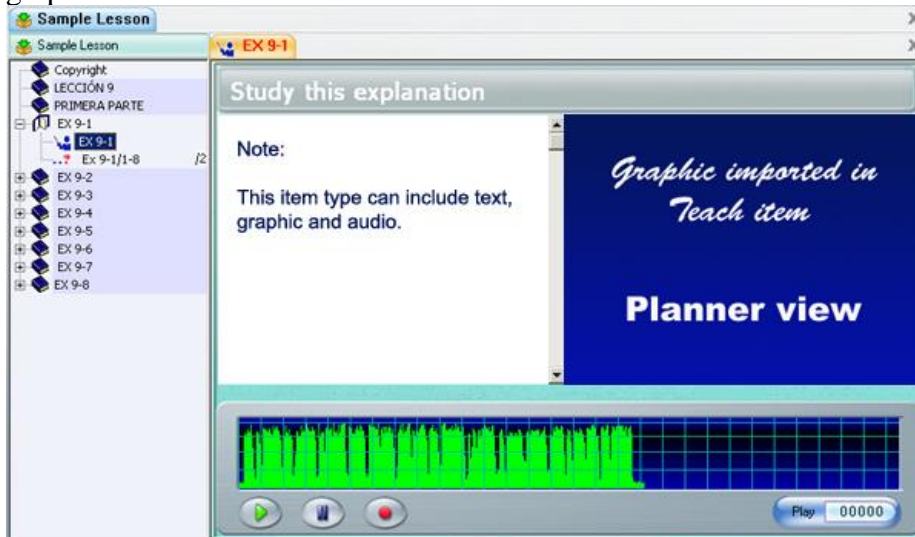 Sample Lesson
Sample Lesson
Copyright
LECCIÓN 9
PRIMERA PARTE
EX 9-1
EX 9-1
..? Ex 9-1/1-8 /2
EX 9-2
EX 9-3
EX 9-4
EX 9-5
EX 9-6
EX 9-7
EX 9-8
EX 9-1
Study this explanation
Note:
This item type can include text,
graphic and audio.
Graphic imported in
Teach item
Planner view
Play 00000